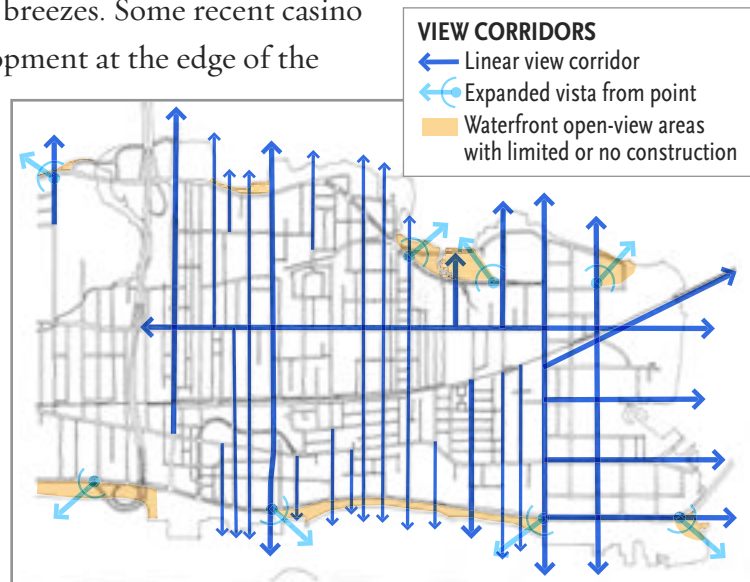 breezes. Some recent casino
opment at the edge of the
VIEW CORRIDORS
Linear view corridor
Expanded vista from point
Waterfront open-view areas
with limited or no construction